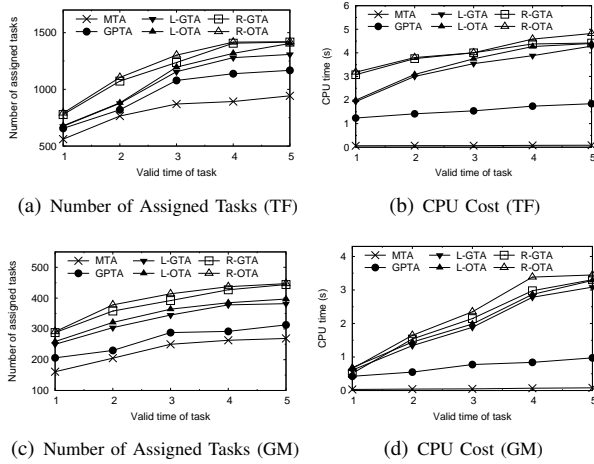 MTA L-GTA R-GTA
GPTA L-OTA R-OTA
1500
1000
500
Number of assigned tasks
1 2 3 4 5
Valid time of task
(a) Number of Assigned Tasks (TF)
MTA L-GTA R-GTA
GPTA L-OTA R-OTA
6
5
4
3
2
1
0
CPU time (s)
1 2 3 4 5
Valid time of task
(b) CPU Cost (TF)
MTA L-GTA R-GTA
GPTA L-OTA R-OTA
500
400
300
200
100
Number of assigned tasks
1 2 3 4 5
Valid time of task
(c) Number of Assigned Tasks (GM)
MTA L-GTA R-GTA
GPTA L-OTA R-OTA
4
3
2
1
0
CPU time (s)
1 2 3 4 5
Valid time of task
(d) CPU Cost (GM)